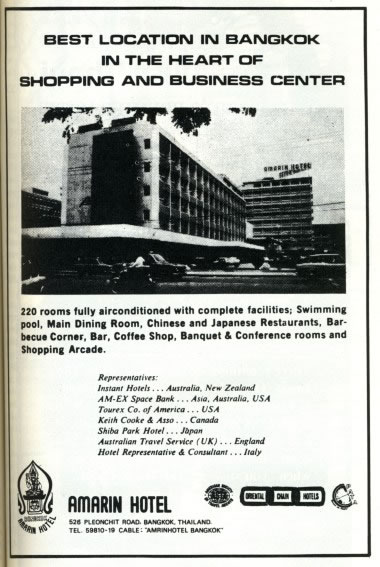 BEST LOCATION IN BANGKOK
IN THE HEART OF
SHOPPING AND BUSINESS CENTER
AMARIN HOTEL
220 rooms fully airconditioned with complete facilities; Swimming
pool, Main Dining Room, Chinese and Japanese Restaurants, Bar-
becue Corner, Bar, Coffee Shop, Banquet & Conference rooms and
Shopping Arcade.
Representatives:
Instant Hotels . . . Australia, New Zealand
AM-EX Space Bank . . . Asia, Australia, USA
Tourex Co. of America . . . USA
Keith Cooke & Asso . . . Canada
Shiba Park Hotel . . . Japan
Australian Travel Service (UK) . . . England
Hotel Representative & Consultant . . . Italy
AMARIN HOTEL
AMARIN HOTEL
ORIENTAL CHAIN HOTELS
526 PLEONCHIT ROAD. BANGKOK, THAILAND.
TEL. 59810-19 CABLE: "AMRINHOTEL BANGKOK"